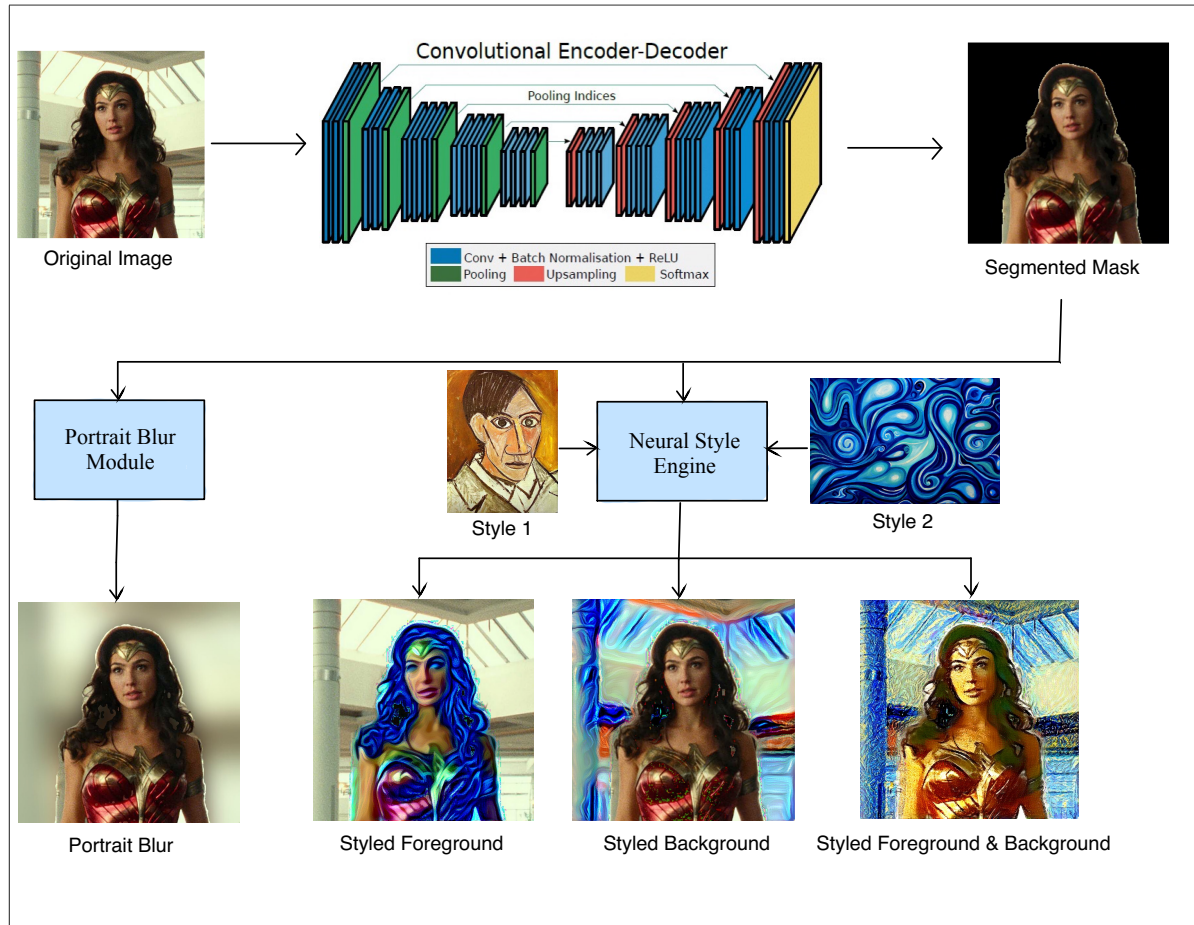 Convolutional Encoder-Decoder
Pooling Indices
Original Image
Conv + Batch Normalisation + ReLU
Pooling Upsampling Softmax
Segmented Mask
Portrait Blur
Module
Neural Style
Engine
Style 1
Style 2
Portrait Blur
Styled Foreground
Styled Background
Styled Foreground & Background